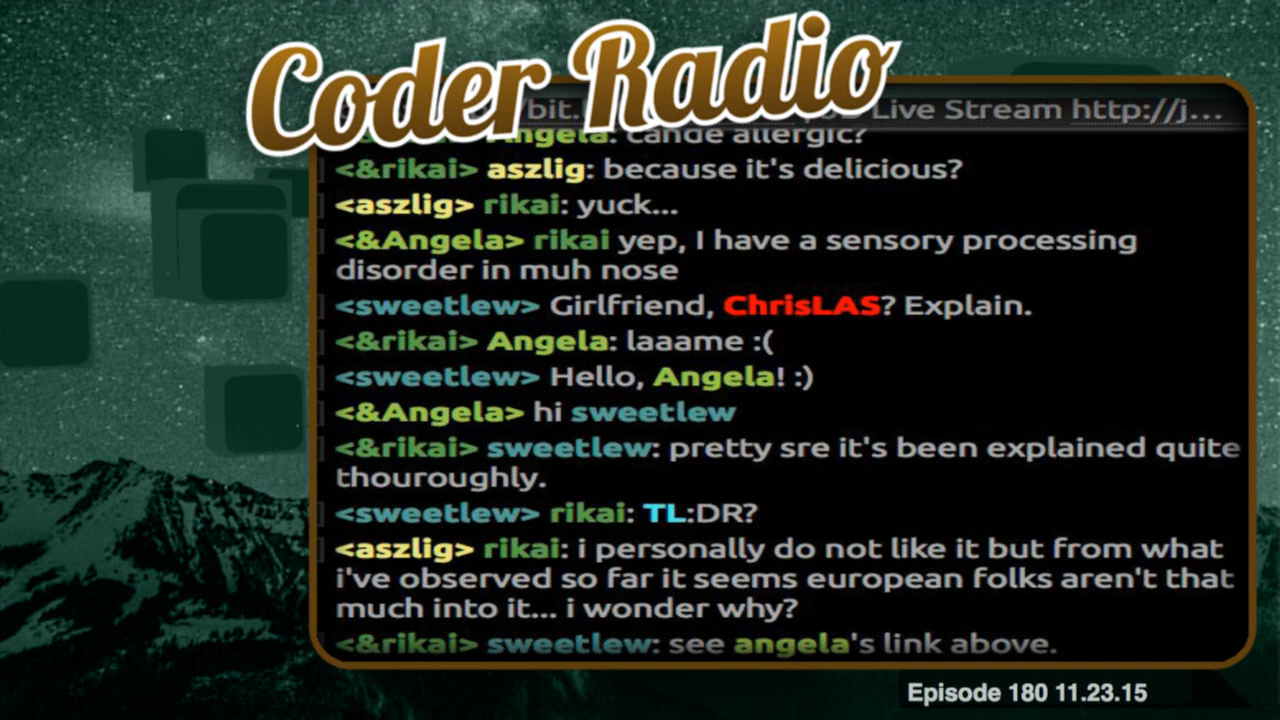 Coder Radio
/bit. Live Stream http://j...
Angela: cande allergic?
<&rikai> aszlig: because it's delicious?
<aszlig> rikai: yuck...
<&Angela> rikai yep, I have a sensory processing
disorder in muh nose
<sweetlew> Girlfriend, ChrisLAS? Explain.
<&rikai> Angela: laaame :(
<sweetlew> Hello, Angela! :)
<&Angela> hi sweetlew
<&rikai> sweetlew: pretty sre it's been explained quite
thouroughly.
<sweetlew> rikai: TL:DR?
<aszlig> rikai: i personally do not like it but from what
i've observed so far it seems european folks aren't that
much into it... i wonder why?
<&rikai> sweetlew: see angela's link above.
Episode 180 11.23.15